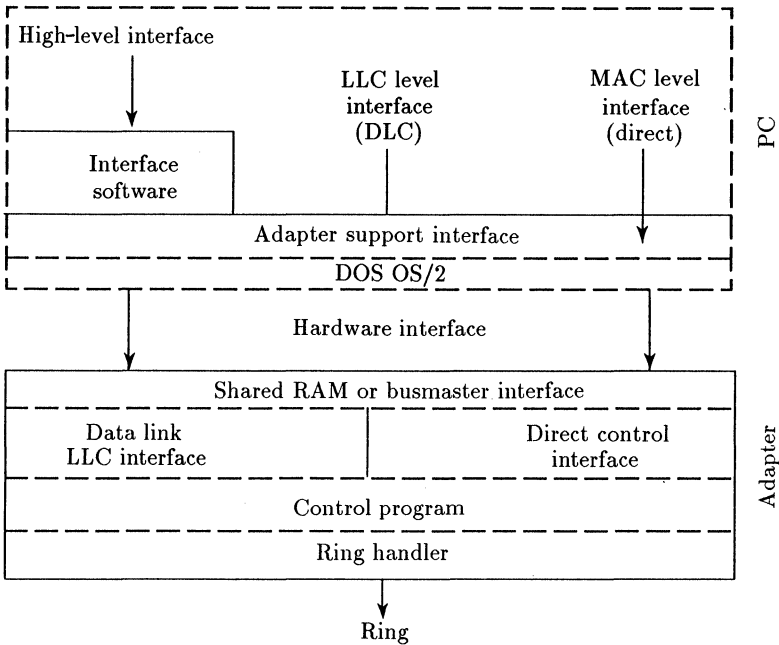 High-level interface
LLC level
interface
(DLC)
MAC level
interface
(direct)
PC
Interface
software
Adapter support interface
DOS OS/2
Hardware interface
Shared RAM or busmaster interface
Data link
LLC interface
Direct control
interface
Adapter
Control program
Ring handler
Ring